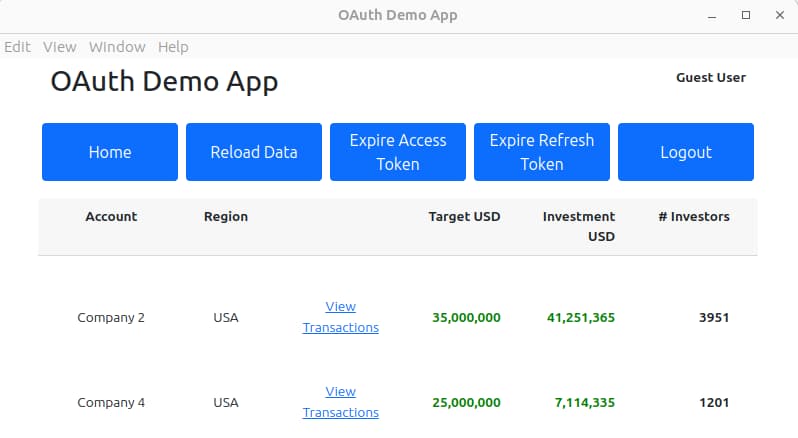 OAuth Demo App
Edit View Window Help
OAuth Demo App
Guest User
Home
Reload Data
Expire Access
Token
Expire Refresh
Token
Logout
Account Region Target USD Investment
USD # Investors
Company 2 USA View
Transactions 35,000,000 41,251,365 3951
Company 4 USA View
Transactions 25,000,000 7,114,335 1201